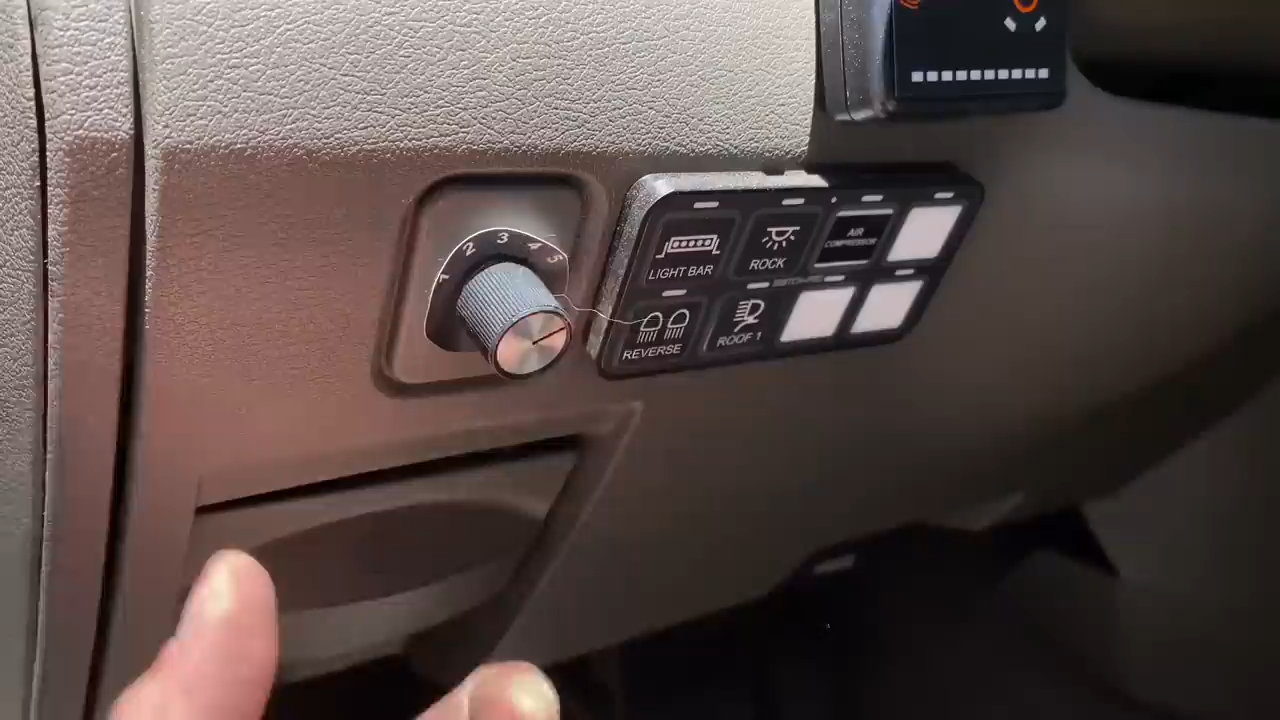 1 2 3 4 5
LIGHT BAR
ROCK
AIR
COMPRESSOR
REVERSE
ROOF 1